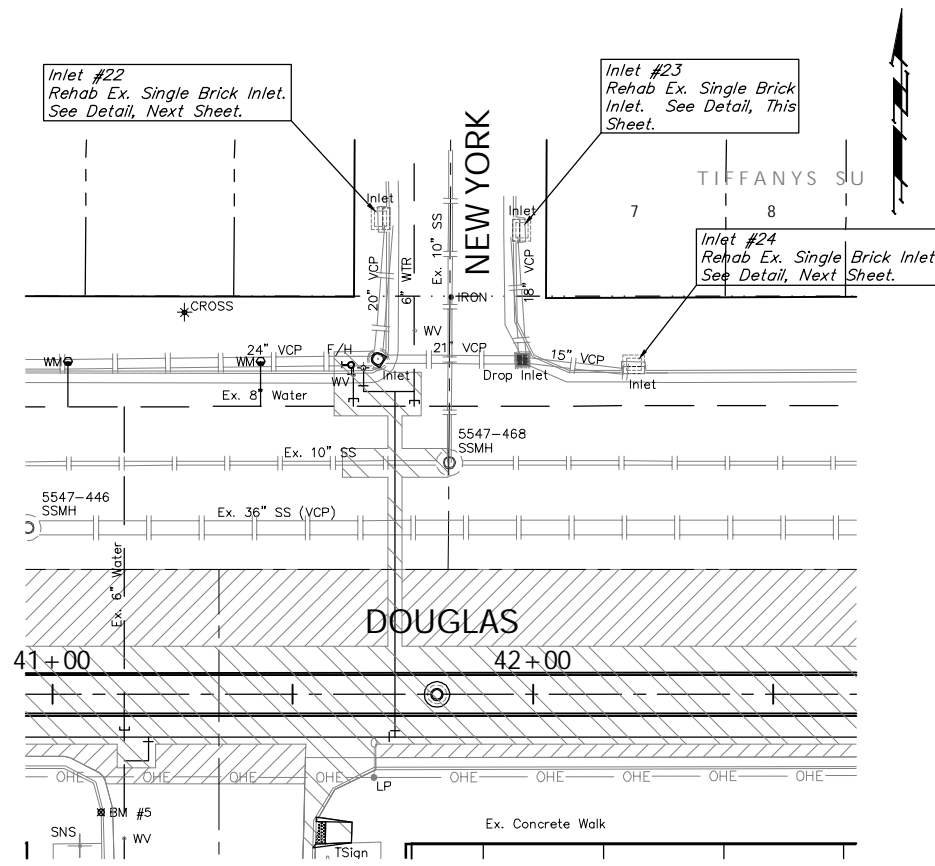 Inlet #22
Rehab Ex. Single Brick Inlet.
See Detail, Next Sheet.
Inlet #23
Rehab Ex. Single Brick
Inlet. See Detail, This
Sheet.
NEW YORK
TIFFANYS SU
7
8
Inlet #24
Rehab Ex. Single Brick Inlet
See Detail, Next Sheet.
Inlet
Inlet
20" VCP
6" WTR
Ex. 10" SS
18" VCP
IRON
CROSS
WV
24" VCP
F/H
21" VCP
15" VCP
WM
WM
WV
Inlet
Drop Inlet
Inlet
Ex. 8" Water
5547-468
SSMH
Ex. 10" SS
5547-446
SSMH
Ex. 36" SS (VCP)
Ex. 6" Water
DOUGLAS
41+00
42+00
OHE
OHE
OHE
OHE
OHE
OHE
OHE
OHE
LP
BM #5
SNS
WV
TSign
Ex. Concrete Walk